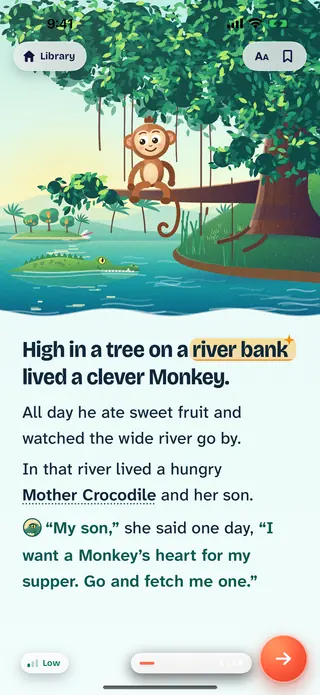 9:41
Library
AA
High in a tree on a river bank
lived a clever Monkey.
All day he ate sweet fruit and
watched the wide river go by.
In that river lived a hungry
Mother Crocodile and her son.
“My son,” she said one day, “I
want a Monkey’s heart for my
supper. Go and fetch me one.”
Low